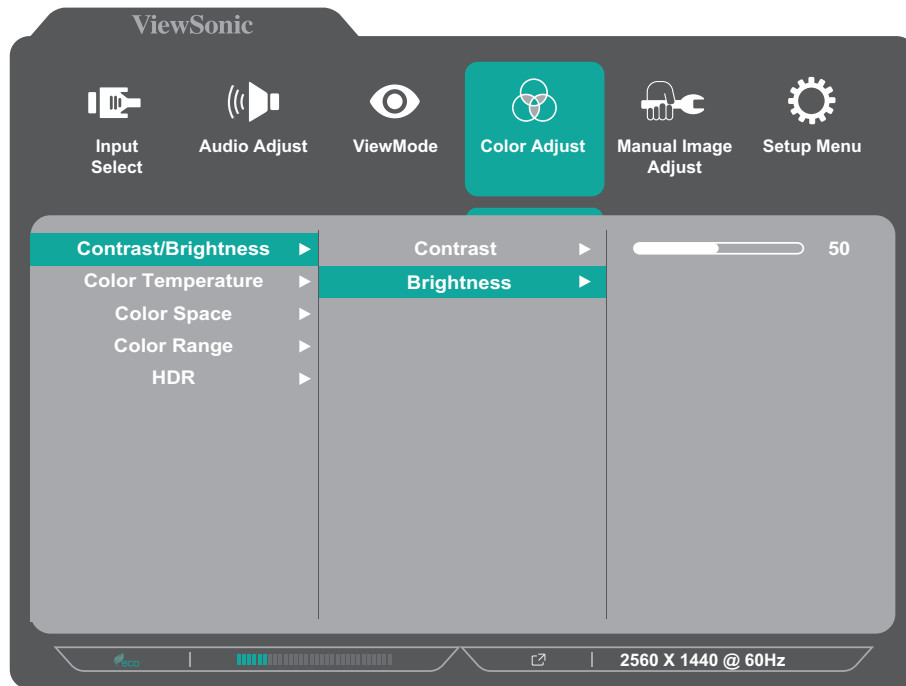 ViewSonic
Input
Select
Audio Adjust
ViewMode
Color Adjust
Manual Image
Adjust
Setup Menu
Contrast/Brightness
Color Temperature
Color Space
Color Range
HDR
Contrast
Brightness
50
eco
2560 X 1440 @ 60Hz